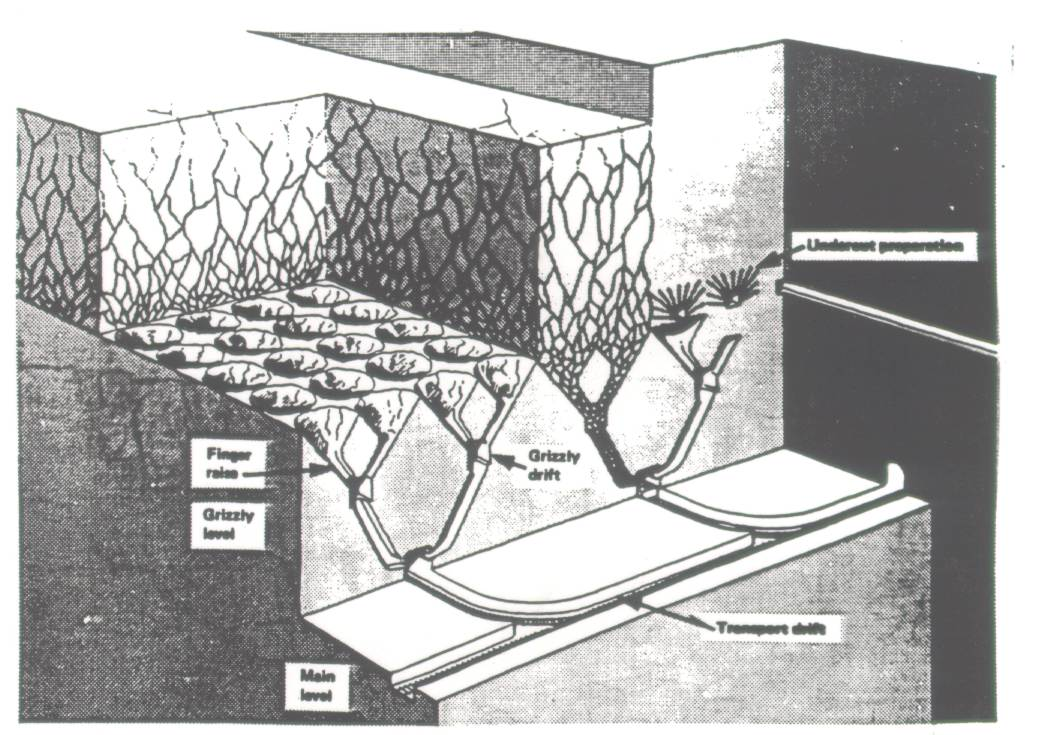 Undercut preparation
Finger
raise
Grizzly
drift
Grizzly
level
Transport drift
Main
level